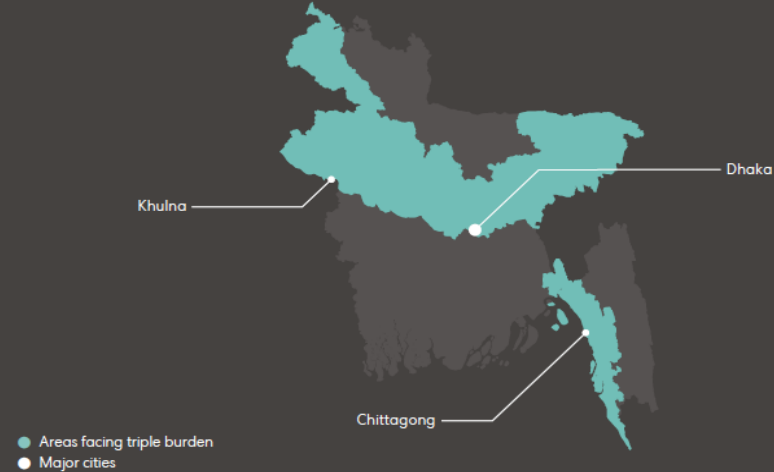 Dhaka
Khulna
Chittagong
Areas facing triple burden
Major cities